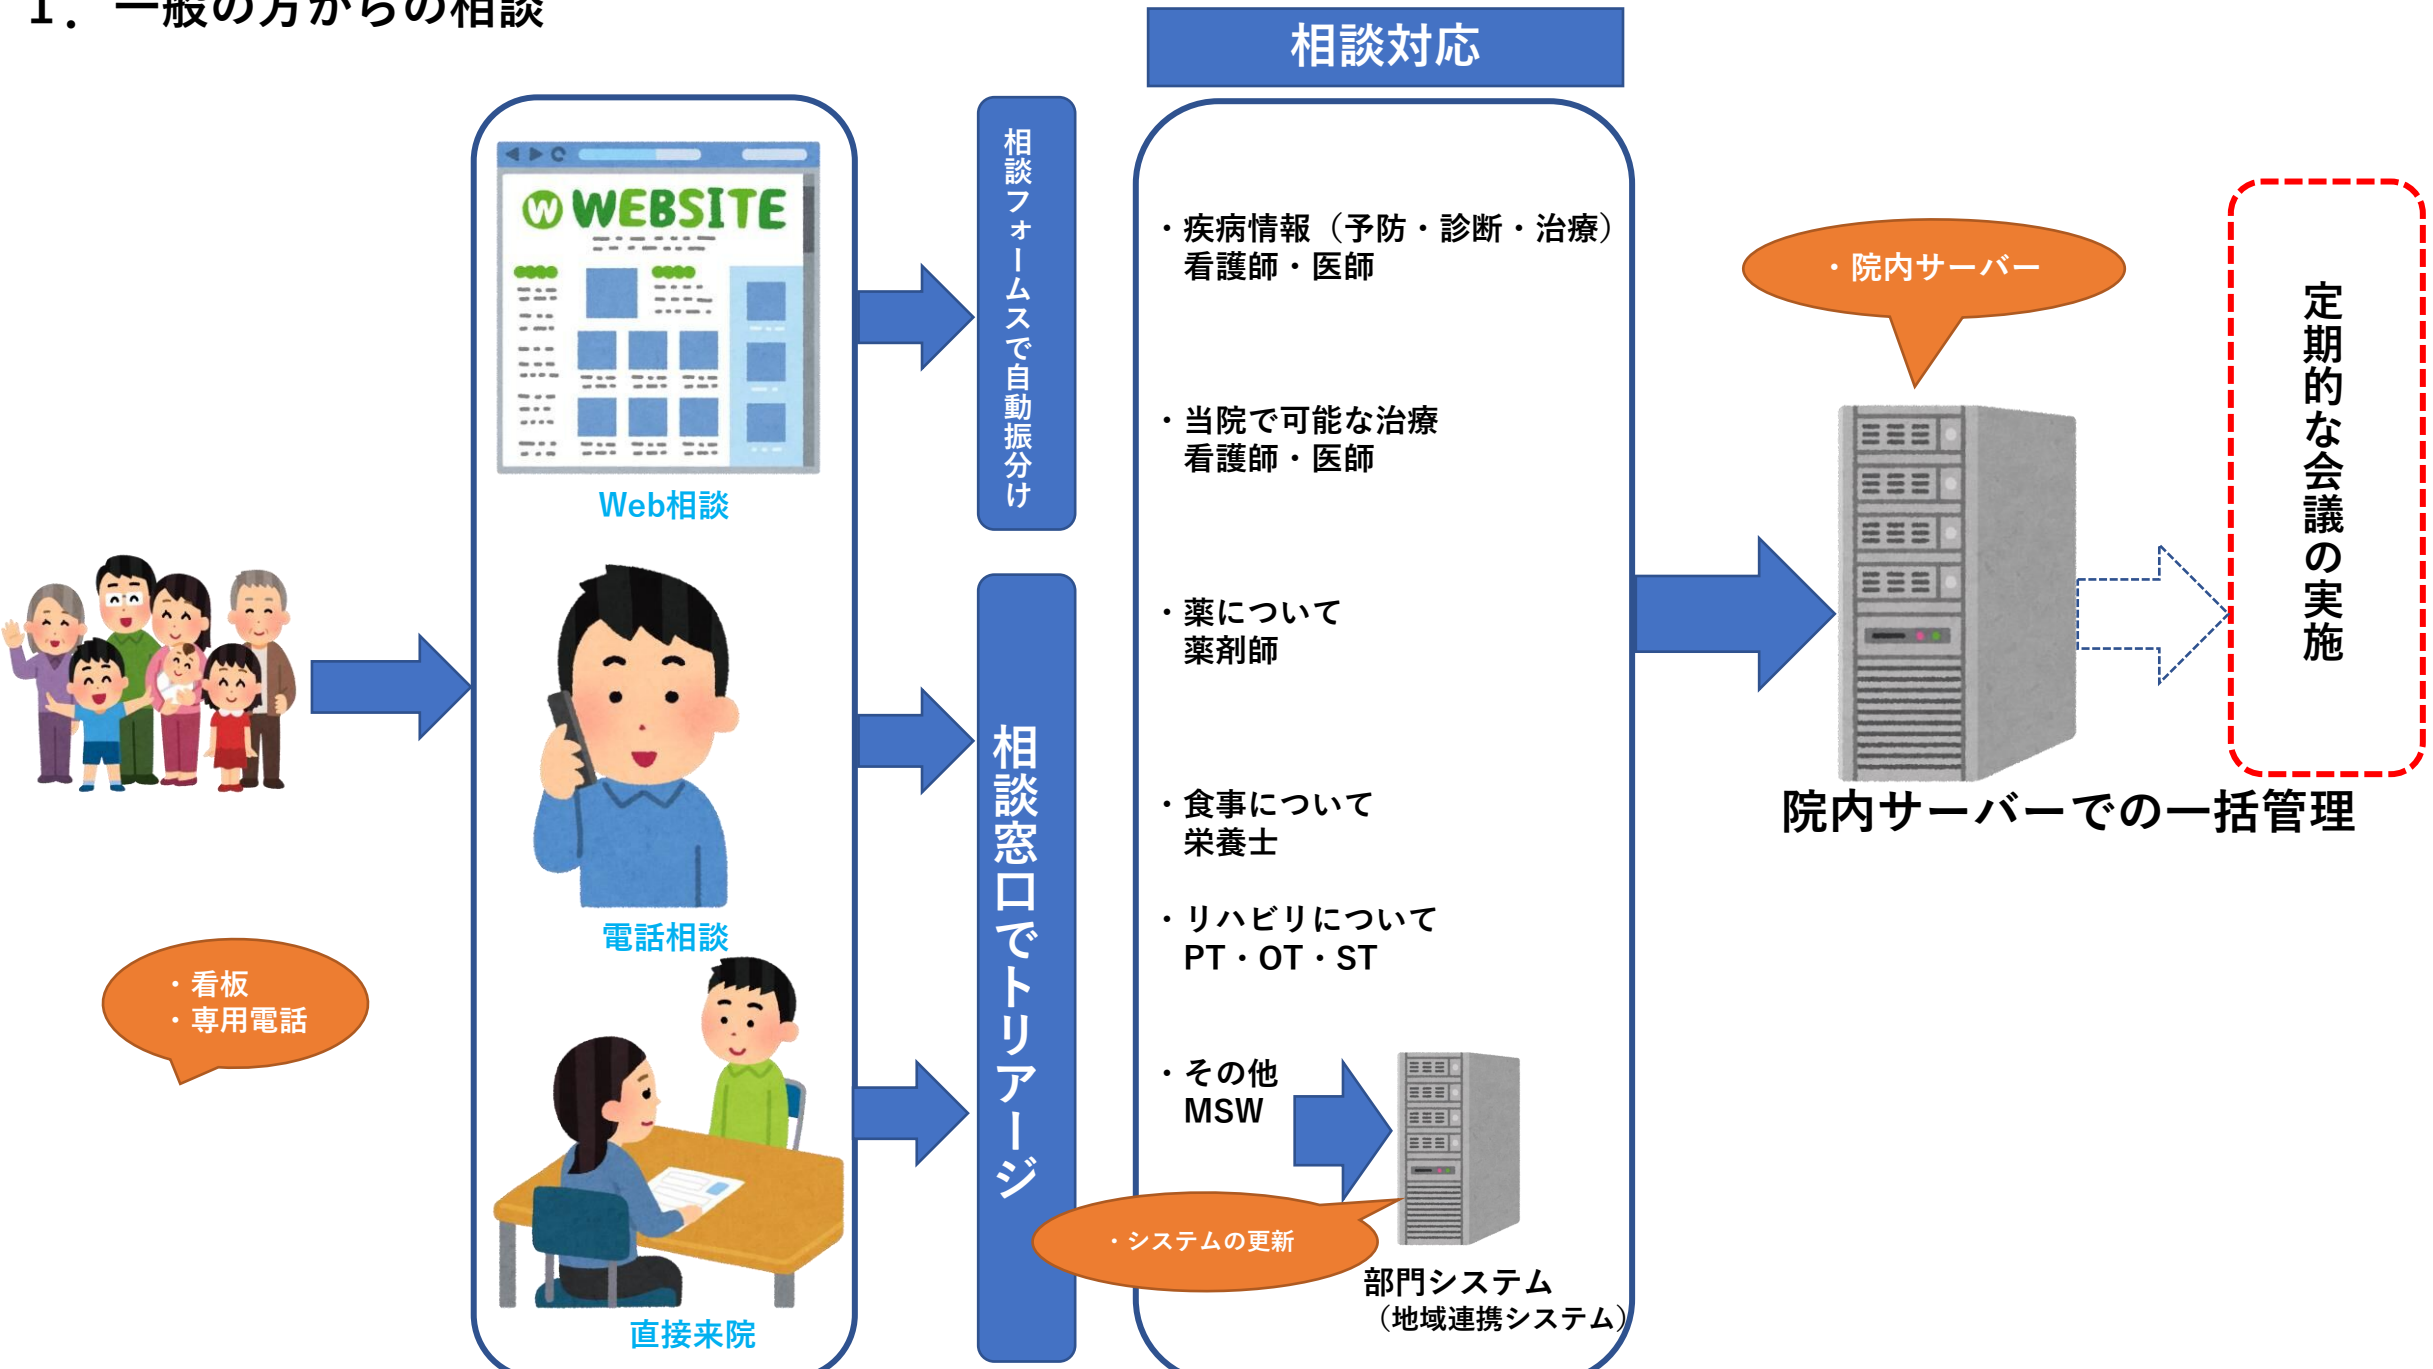 １．一般の方からの相談
相談対応
WEBSITE
Web相談
電話相談
直接来院
・看板
・専用電話
相談フォームスで自動振分け
相談窓口でトリアージ
・疾病情報（予防・診断・治療）
看護師・医師
・当院で可能な治療
看護師・医師
・薬について
薬剤師
・食事について
栄養士
・リハビリについて
PT・OT・ST
・その他
MSW
・システムの更新
部門システム
（地域連携システム）
・院内サーバー
院内サーバーでの一括管理
定期的な会議の実施